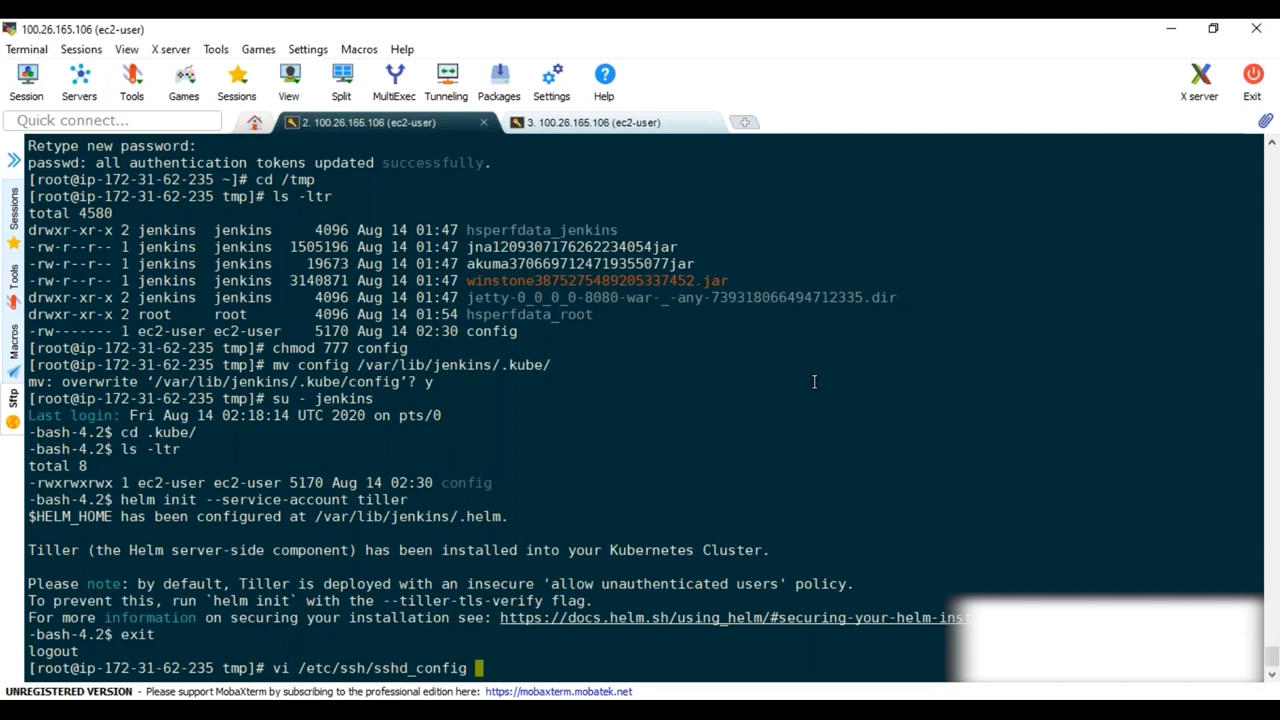 100.26.165.106 (ec2-user)
Terminal Sessions View X server Tools Games Settings Macros Help
Session Servers Tools Games Sessions View Split MultiExec Tunneling Packages Settings Help X server Exit
Quick connect...
2. 100.26.165.106 (ec2-user)
3. 100.26.165.106 (ec2-user)
Sessions
Tools
Macros
Sftp
Retype new password:
passwd: all authentication tokens updated successfully.
[root@ip-172-31-62-235 ~]# cd /tmp
[root@ip-172-31-62-235 tmp]# ls -ltr
total 4580
drwxr-xr-x 2 jenkins  jenkins     4096 Aug 14 01:47 hsperfdata_jenkins
-rw-r--r-- 1 jenkins  jenkins  1505196 Aug 14 01:47 jna1209307176262234054jar
-rw-r--r-- 1 jenkins  jenkins    19673 Aug 14 01:47 akuma3706697124719355077jar
-rw-r--r-- 1 jenkins  jenkins  3140871 Aug 14 01:47 winstone3875275489205337452.jar
drwxr-xr-x 2 jenkins  jenkins     4096 Aug 14 01:47 jetty-0_0_0_0-8080-war-_-any-739318066494712335.dir
drwxr-xr-x 2 root     root        4096 Aug 14 01:54 hsperfdata_root
-rw------- 1 ec2-user ec2-user    5170 Aug 14 02:30 config
[root@ip-172-31-62-235 tmp]# chmod 777 config
[root@ip-172-31-62-235 tmp]# mv config /var/lib/jenkins/.kube/
mv: overwrite ‘/var/lib/jenkins/.kube/config’? y
[root@ip-172-31-62-235 tmp]# su - jenkins
Last login: Fri Aug 14 02:18:14 UTC 2020 on pts/0
-bash-4.2$ cd .kube/
-bash-4.2$ ls -ltr
total 8
-rwxrwxrwx 1 ec2-user ec2-user 5170 Aug 14 02:30 config
-bash-4.2$ helm init --service-account tiller
$HELM_HOME has been configured at /var/lib/jenkins/.helm.
Tiller (the Helm server-side component) has been installed into your Kubernetes Cluster.
Please note: by default, Tiller is deployed with an insecure 'allow unauthenticated users' policy.
To prevent this, run `helm init` with the --tiller-tls-verify flag.
For more information on securing your installation see: https://docs.helm.sh/using_helm/#securing-your-helm-inst
-bash-4.2$ exit
logout
[root@ip-172-31-62-235 tmp]# vi /etc/ssh/sshd_config
UNREGISTERED VERSION - Please support MobaXterm by subscribing to the professional edition here: https://mobaxterm.mobatek.net